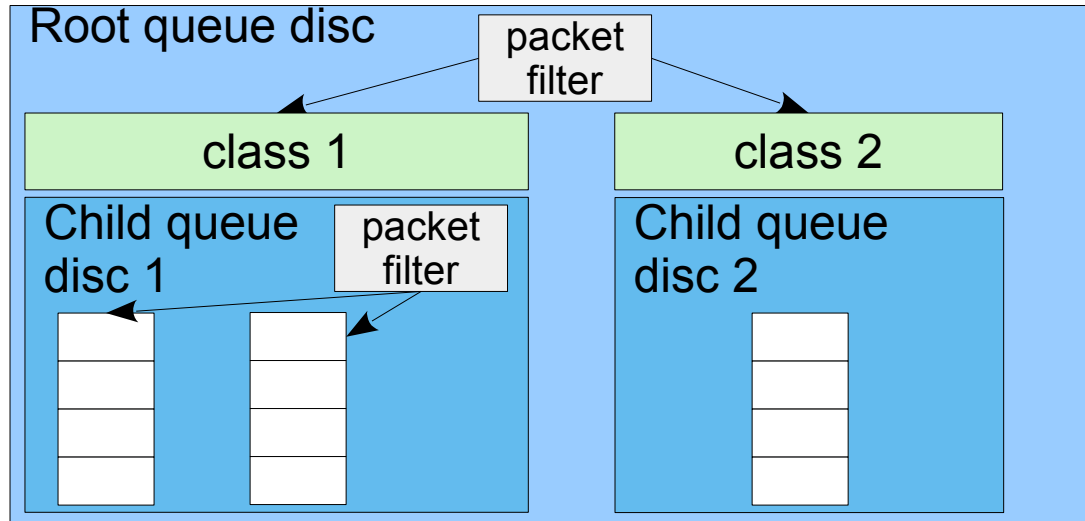 Root queue disc
packet
filter
class 1
class 2
Child queue
disc 1
packet
filter
Child queue
disc 2